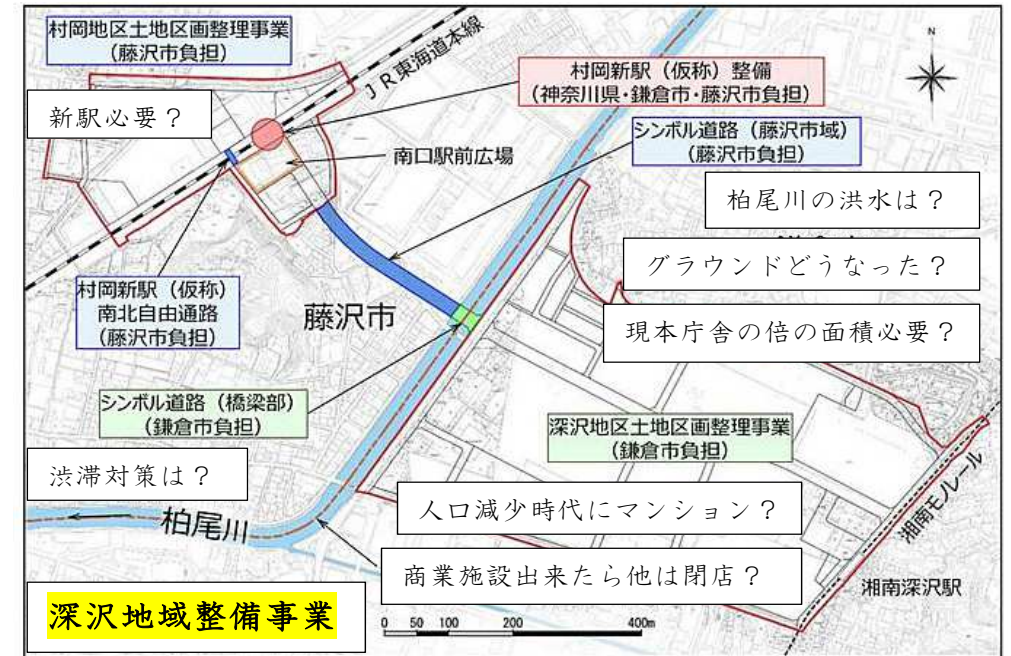 村岡地区土地区画整理事業
(藤沢市負担)
JR東海道本線
村岡新駅(仮称)整備
(神奈川県・鎌倉市・藤沢市負担)
N
新駅必要？
南口駅前広場
シンボル道路(藤沢市域)
(藤沢市負担)
柏尾川の洪水は？
グラウンドどうなった？
村岡新駅(仮称)
南北自由通路
(藤沢市負担)
藤沢市
現本庁舎の倍の面積必要？
シンボル道路(橋梁部)
(鎌倉市負担)
深沢地区土地区画整理事業
(鎌倉市負担)
渋滞対策は？
人口減少時代にマンション？
湘南モノレール
柏尾川
商業施設出来たら他は閉店？
湘南深沢駅
深沢地域整備事業
0 50 100 200 400m